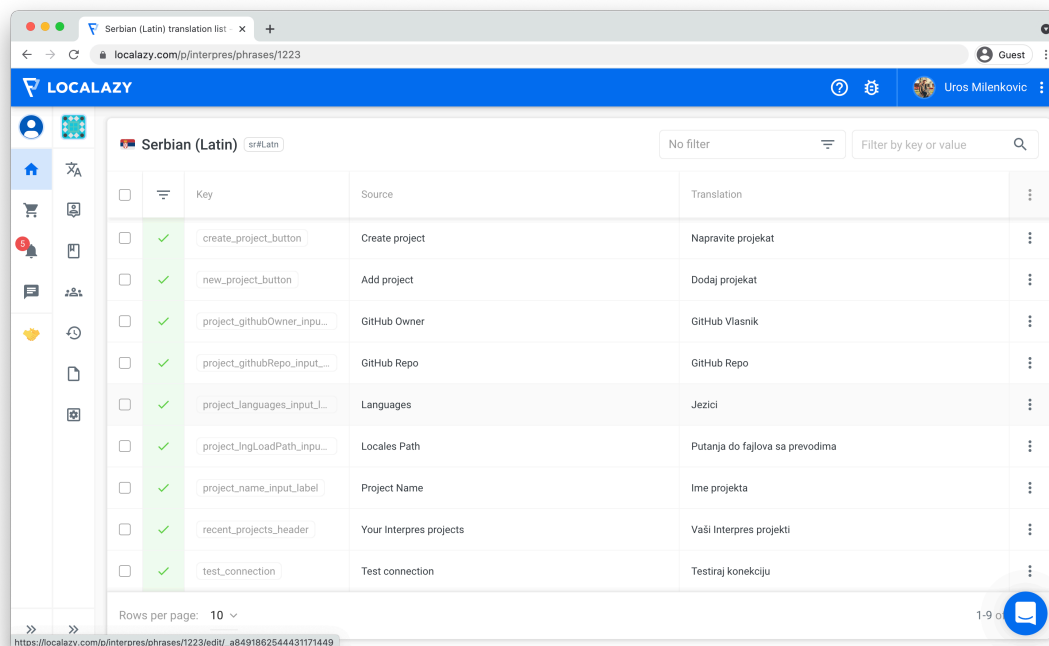 Serbian (Latin) translation list -
localazy.com/p/interpres/phrases/1223
Guest
LOCALAZY
Uros Milenkovic
Serbian (Latin) sr#Latn
No filter
Filter by key or value
Key Source Translation
create_project_button Create project Napravite projekat
new_project_button Add project Dodaj projekat
project_githubOwner_inpu... GitHub Owner GitHub Vlasnik
project_githubRepo_input_... GitHub Repo GitHub Repo
project_languages_input_l... Languages Jezici
project_lngLoadPath_inpu... Locales Path Putanja do fajlova sa prevodima
project_name_input_label Project Name Ime projekta
5
recent_projects_header Your Interpres projects Vaši Interpres projekti
test_connection Test connection Testiraj konekciju
Rows per page: 10
1-9 of
https://localazy.com/p/interpres/phrases/1223/edit/_a8491862544431171449